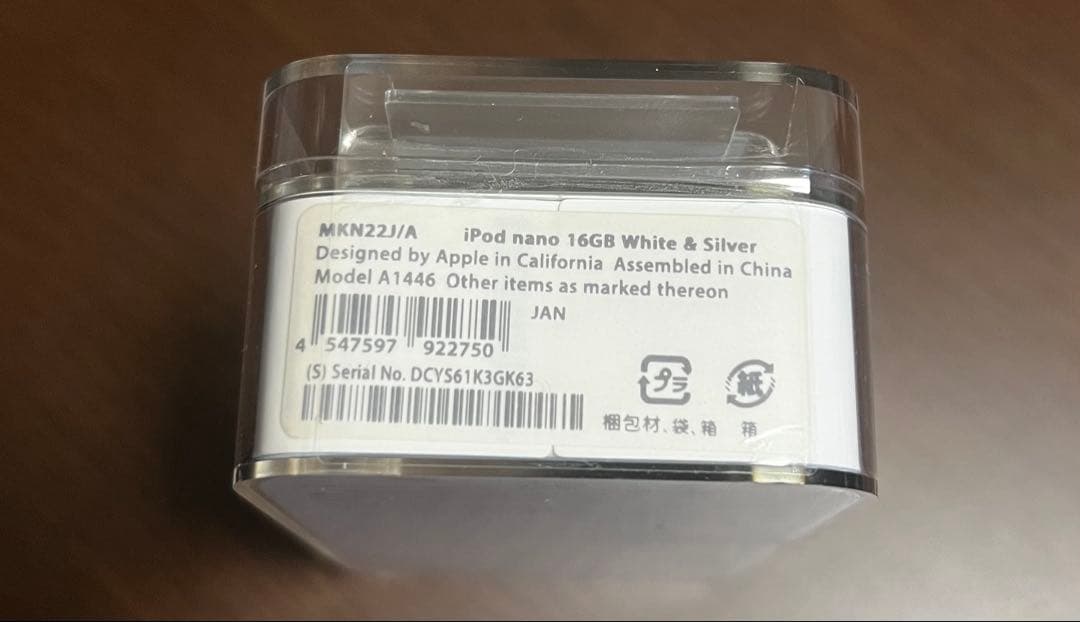 MKN22J/A iPod nano 16GB White & Silver
Designed by Apple in California Assembled in China
Model A1446 Other items as marked thereon
JAN
4 547597 922750
(S) Serial No. DCYS61K3GK63
プラ 紙
梱包材、袋、箱 箱